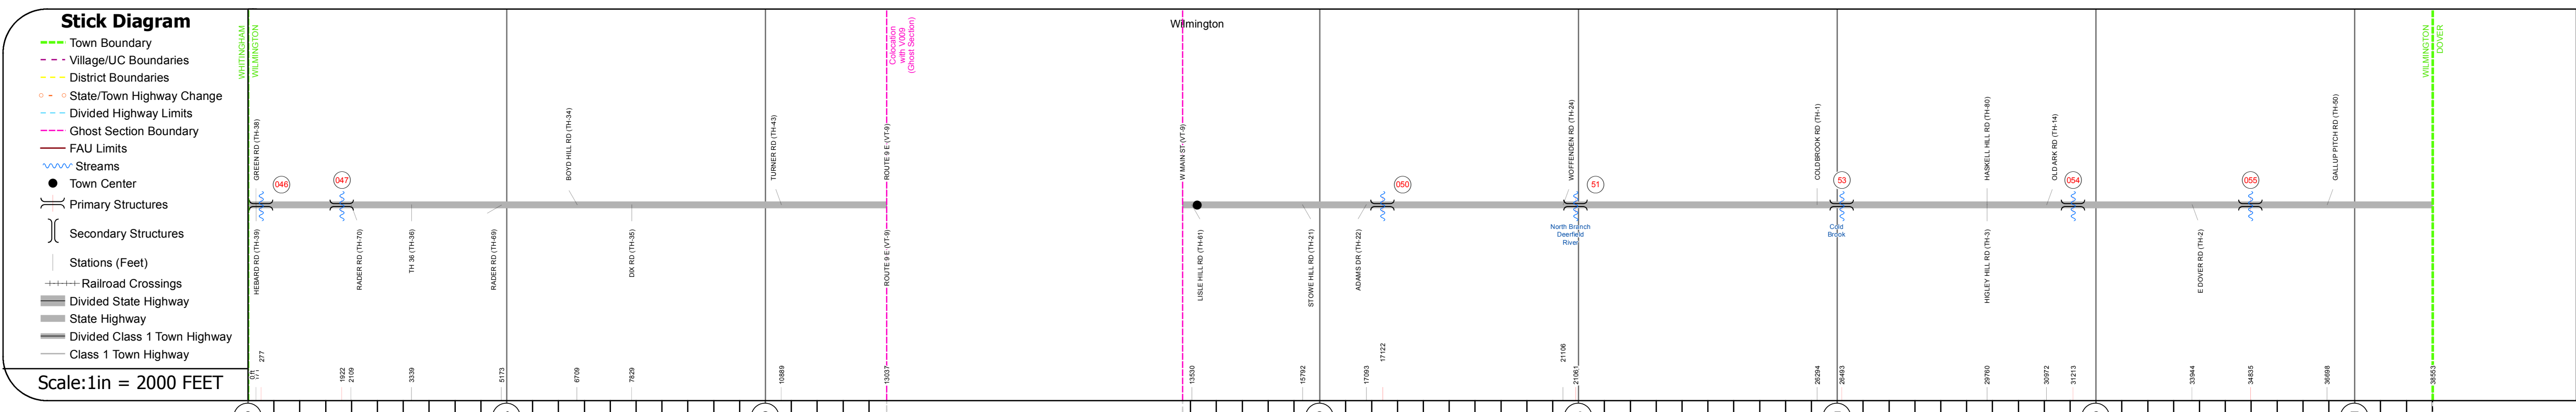 Stick Diagram
Town Boundary
Village/UC Boundaries
District Boundaries
State/Town Highway Change
Divided Highway Limits
Ghost Section Boundary
FAU Limits
Streams
Town Center
Primary Structures
Secondary Structures
Stations (Feet)
Railroad Crossings
Divided State Highway
State Highway
Divided Class 1 Town Highway
Class 1 Town Highway
Scale:1in = 2000 FEET
WHITINGHAM
WILMINGTON
Colocation
with V009
(Ghost Section)
Wilmington
WILMINGTON
DOVER
GREEN RD (TH-38)
BOYD HILL RD (TH-34)
TURNER RD (TH-43)
ROUTE 9 E (VT-9)
W MAIN ST (VT-9)
WOFFENDEN RD (TH-24)
COLDBROOK RD (TH-1)
HASKELL HILL RD (TH-80)
OLD ARK RD (TH-14)
GALLUP PITCH RD (TH-50)
046
047
050
51
53
054
055
HEBARD RD (TH-39)
RADER RD (TH-70)
TH 36 (TH-36)
RADER RD (TH-69)
DIX RD (TH-35)
ROUTE 9 E (VT-9)
LISLE HILL RD (TH-61)
STOWE HILL RD (TH-21)
ADAMS DR (TH-22)
North Branch
Deerfield
River
Cold
Brook
HIGLEY HILL RD (TH-3)
E DOVER RD (TH-2)
0 ft
277
1922
2109
3339
5173
6709
7829
10889
13037
13530
15792
17093
17122
21106
21061
26294
26493
29760
30972
31213
33944
34835
36698
38553